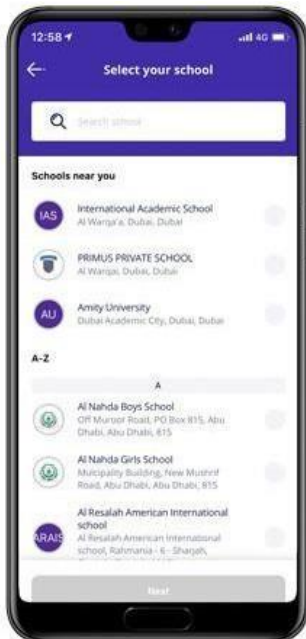 12:58
4G
Select your school
Search school
Schools near you
IAS
International Academic School
Al Warqa'a, Dubai, Dubai
PRIMUS PRIVATE SCHOOL
Al Warqa, Dubai, Dubai
AU
Amity University
Dubai Academic City, Dubai, Dubai
A-Z
A
Al Nahda Boys School
Off Muroor Road, PO Box 815, Abu
Dhabi, Abu Dhabi, 815
Al Nahda Girls School
Muicipality Building, New Mushrif
Road, Abu Dhabi, Abu Dhabi, 815
ARAIS
Al Resalah American International
school
Al Resalah American International
school, Rahmania - 6 - Sharjah,
Next